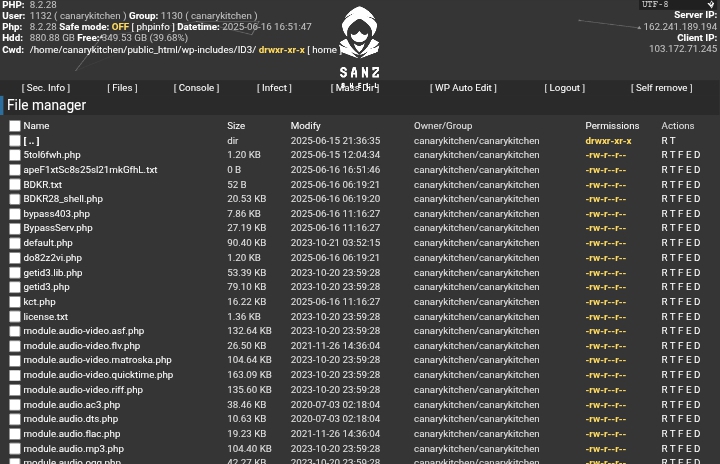 PHP: 8.2.28
User: 1132 ( canarykitchen ) Group: 1130 ( canarykitchen )
Php: 8.2.28 Safe mode: OFF [ phpinfo ] Datetime: 2025-06-16 16:51:47
Hdd: 880.88 GB Free: 349.53 GB (39.68%)
Cwd: /home/canarykitchen/public_html/wp-includes/ID3/ drwxr-xr-x [ home ]
UTF-8
Server IP:
162.241.189.194
Client IP:
103.172.71.245
SANZ
[ Sec. Info ] [ Files ] [ Console ] [ Infect ] [ Mass Dir ] [ WP Auto Edit ] [ Logout ] [ Self remove ]
File manager
Name Size Modify Owner/Group Permissions Actions
[ .. ] dir 2025-06-15 21:36:35 canarykitchen/canarykitchen drwxr-xr-x R T
5tol6fwh.php 1.20 KB 2025-06-15 12:04:34 canarykitchen/canarykitchen -rw-r--r-- R T F E D
apeF1xtSc8s25sl21mkGfhL.txt 0 B 2025-06-16 16:51:46 canarykitchen/canarykitchen -rw-r--r-- R T F E D
BDKR.txt 52 B 2025-06-16 06:19:21 canarykitchen/canarykitchen -rw-r--r-- R T F E D
BDKR28_shell.php 20.53 KB 2025-06-16 06:19:20 canarykitchen/canarykitchen -rw-r--r-- R T F E D
bypass403.php 7.86 KB 2025-06-16 11:16:27 canarykitchen/canarykitchen -rw-r--r-- R T F E D
BypassServ.php 27.19 KB 2025-06-16 11:16:27 canarykitchen/canarykitchen -rw-r--r-- R T F E D
default.php 90.40 KB 2023-10-21 03:52:15 canarykitchen/canarykitchen -rw-r--r-- R T F E D
do82z2vi.php 1.20 KB 2025-06-16 06:19:21 canarykitchen/canarykitchen -rw-r--r-- R T F E D
getid3.lib.php 53.39 KB 2023-10-20 23:59:28 canarykitchen/canarykitchen -rw-r--r-- R T F E D
getid3.php 79.10 KB 2023-10-20 23:59:28 canarykitchen/canarykitchen -rw-r--r-- R T F E D
kct.php 16.22 KB 2025-06-16 11:16:27 canarykitchen/canarykitchen -rw-r--r-- R T F E D
license.txt 1.36 KB 2023-10-20 23:59:28 canarykitchen/canarykitchen -rw-r--r-- R T F E D
module.audio-video.asf.php 132.64 KB 2023-10-20 23:59:28 canarykitchen/canarykitchen -rw-r--r-- R T F E D
module.audio-video.flv.php 26.50 KB 2021-11-26 14:36:04 canarykitchen/canarykitchen -rw-r--r-- R T F E D
module.audio-video.matroska.php 104.64 KB 2023-10-20 23:59:28 canarykitchen/canarykitchen -rw-r--r-- R T F E D
module.audio-video.quicktime.php 163.09 KB 2023-10-20 23:59:28 canarykitchen/canarykitchen -rw-r--r-- R T F E D
module.audio-video.riff.php 135.60 KB 2023-10-20 23:59:28 canarykitchen/canarykitchen -rw-r--r-- R T F E D
module.audio.ac3.php 38.46 KB 2020-07-03 02:18:04 canarykitchen/canarykitchen -rw-r--r-- R T F E D
module.audio.dts.php 10.63 KB 2020-07-03 02:18:04 canarykitchen/canarykitchen -rw-r--r-- R T F E D
module.audio.flac.php 19.23 KB 2021-11-26 14:36:04 canarykitchen/canarykitchen -rw-r--r-- R T F E D
module.audio.mp3.php 104.40 KB 2023-10-20 23:59:28 canarykitchen/canarykitchen -rw-r--r-- R T F E D
module.audio.ogg.php 42.27 KB 2023-10-20 23:59:28 canarykitchen/canarykitchen -rw-r--r-- R T F E D